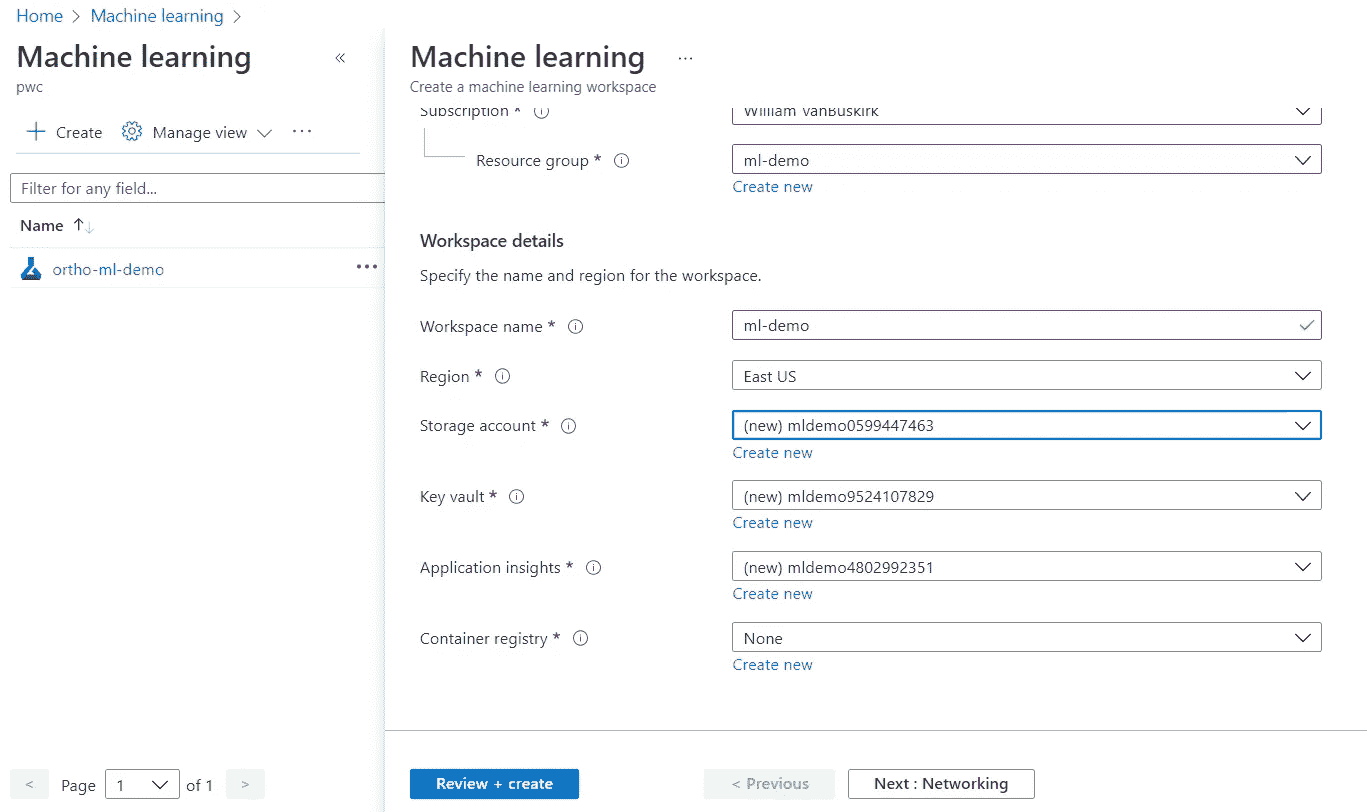 Home > Machine learning >
Machine learning «
pwc
+ Create Manage view ...
Filter for any field...
Name ↑↓
ortho-ml-demo ...
< Page 1 of 1 >
Machine learning ...
Create a machine learning workspace
Subscription * William VanBuskirk
Resource group * ml-demo
Create new
Workspace details
Specify the name and region for the workspace.
Workspace name * ml-demo
Region * East US
Storage account * (new) mldemo0599447463
Create new
Key vault * (new) mldemo9524107829
Create new
Application insights * (new) mldemo4802992351
Create new
Container registry * None
Create new
Review + create < Previous Next : Networking